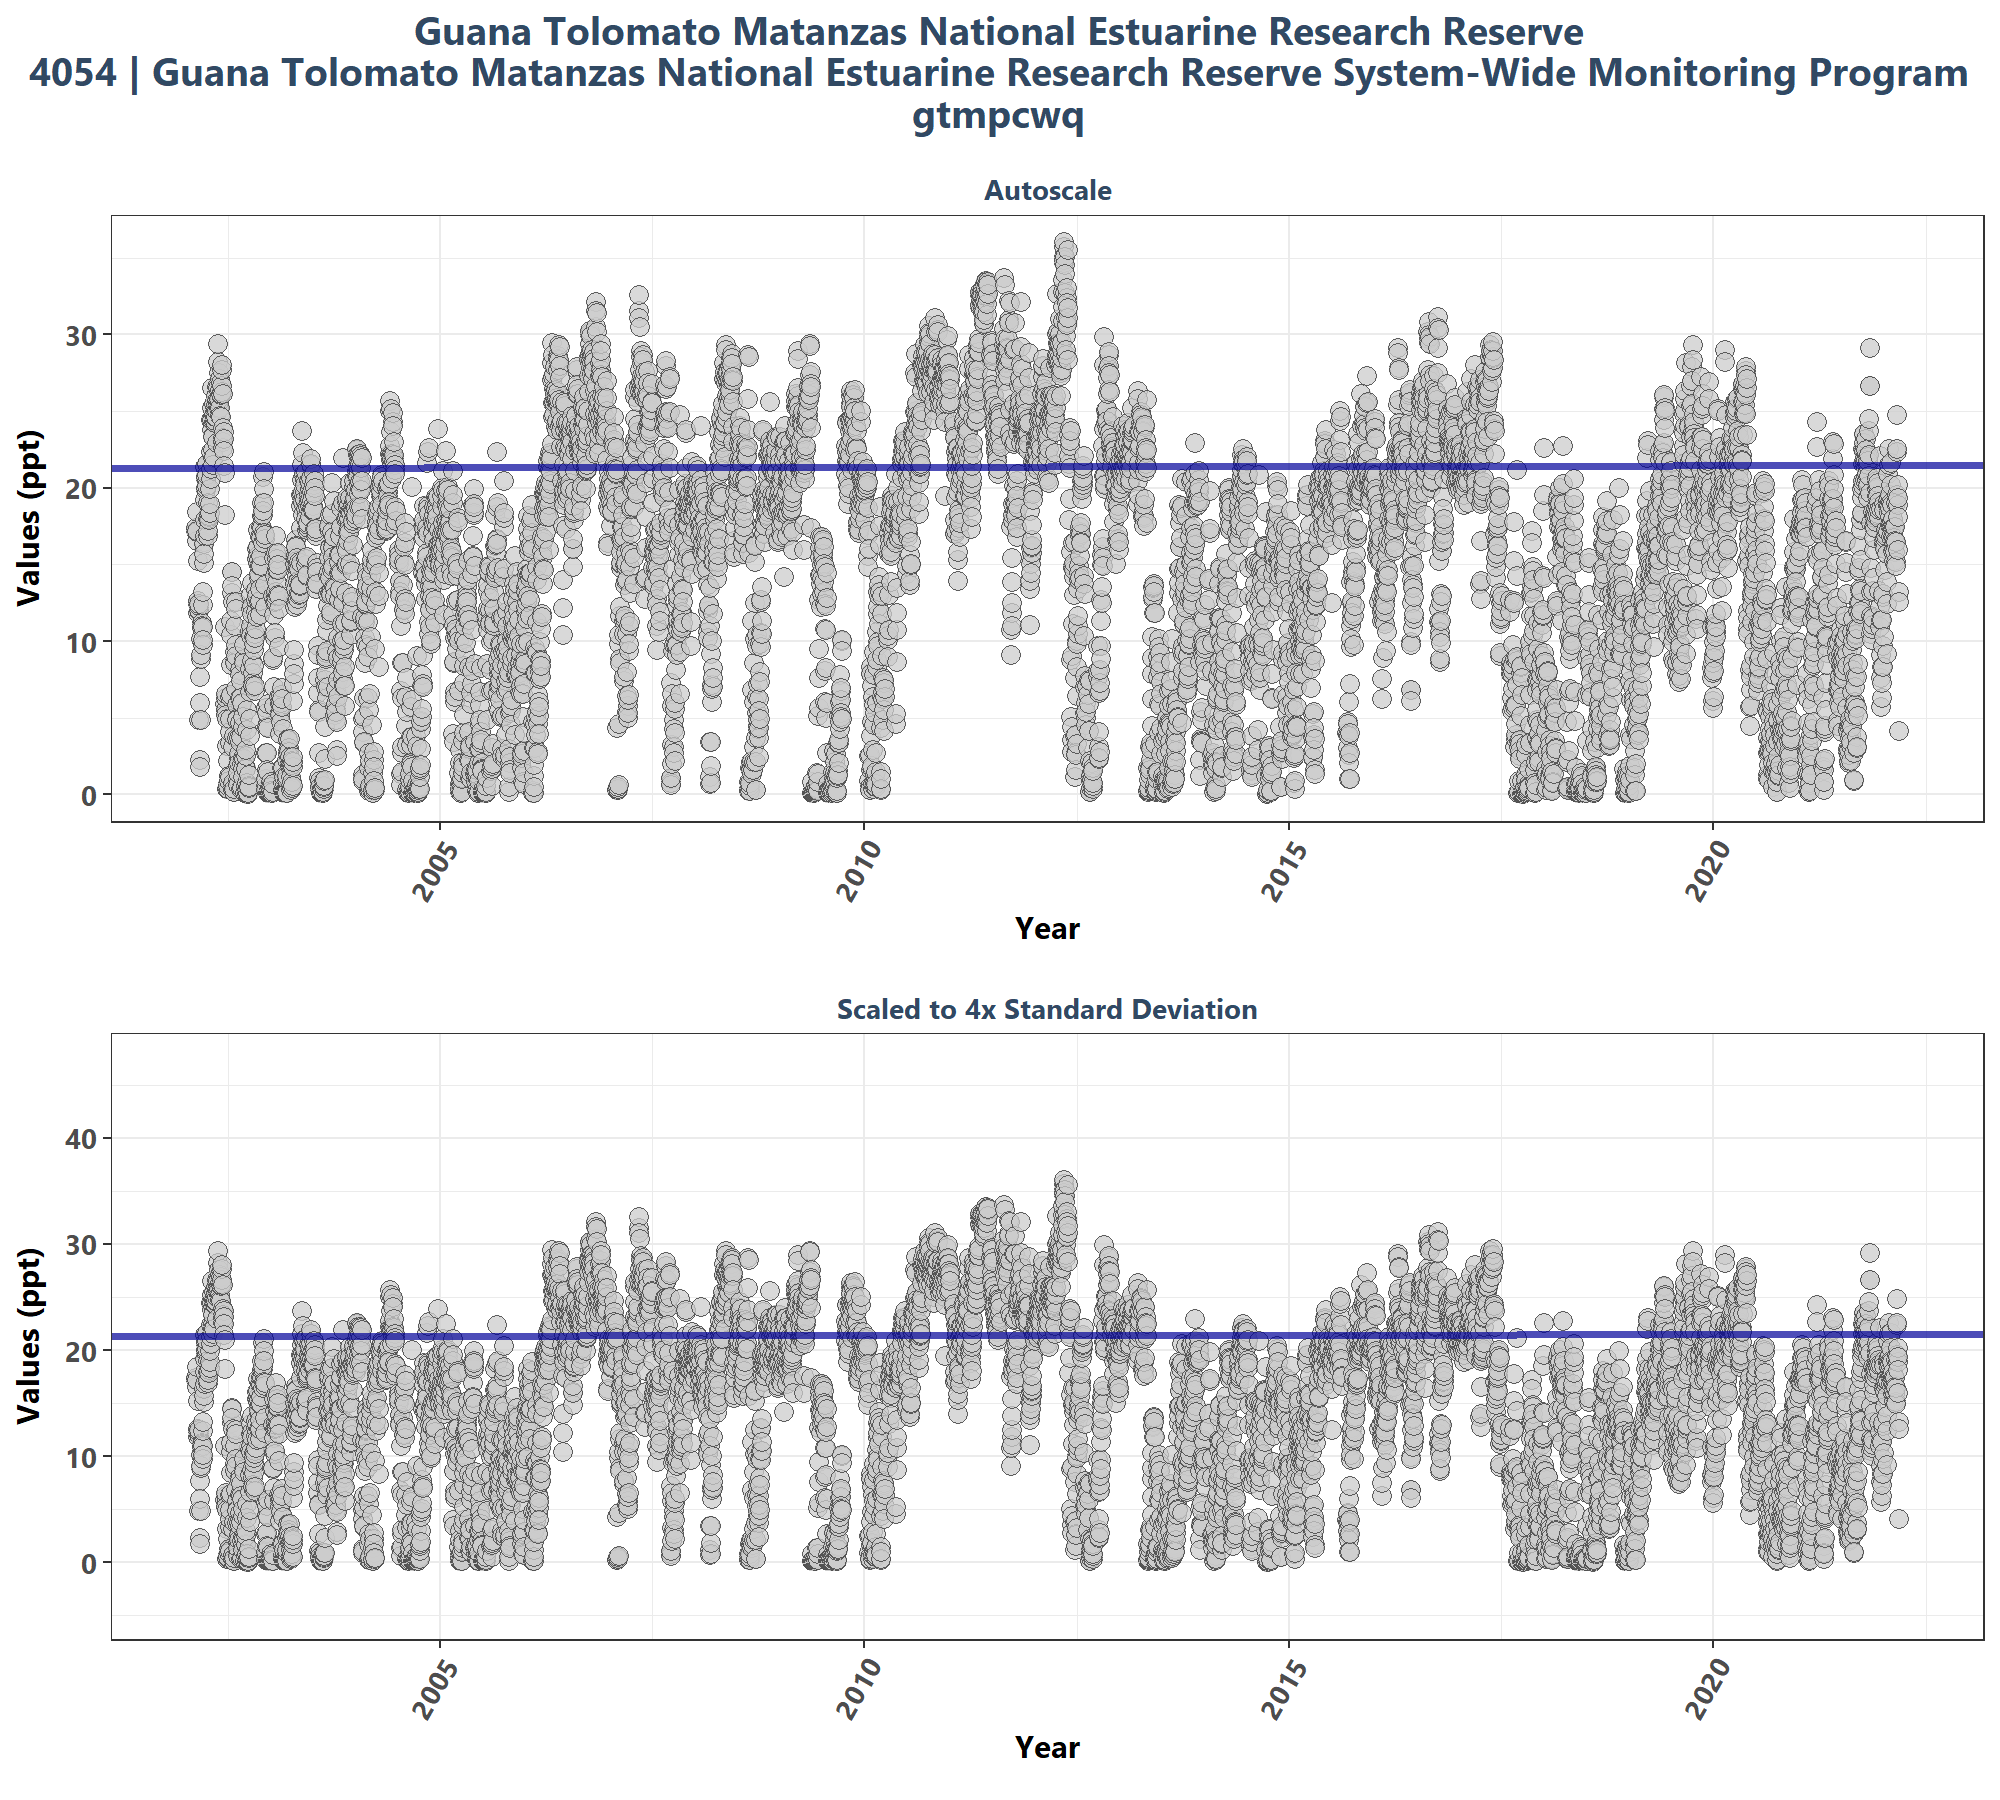 Guana Tolomato Matanzas National Estuarine Research Reserve
4054 | Guana Tolomato Matanzas National Estuarine Research Reserve System-Wide Monitoring Program
gtmpcwq
Autoscale
Values (ppt)
30
20
10
0
2005
2010
2015
2020
Year
Scaled to 4x Standard Deviation
Values (ppt)
40
30
20
10
0
2005
2010
2015
2020
Year